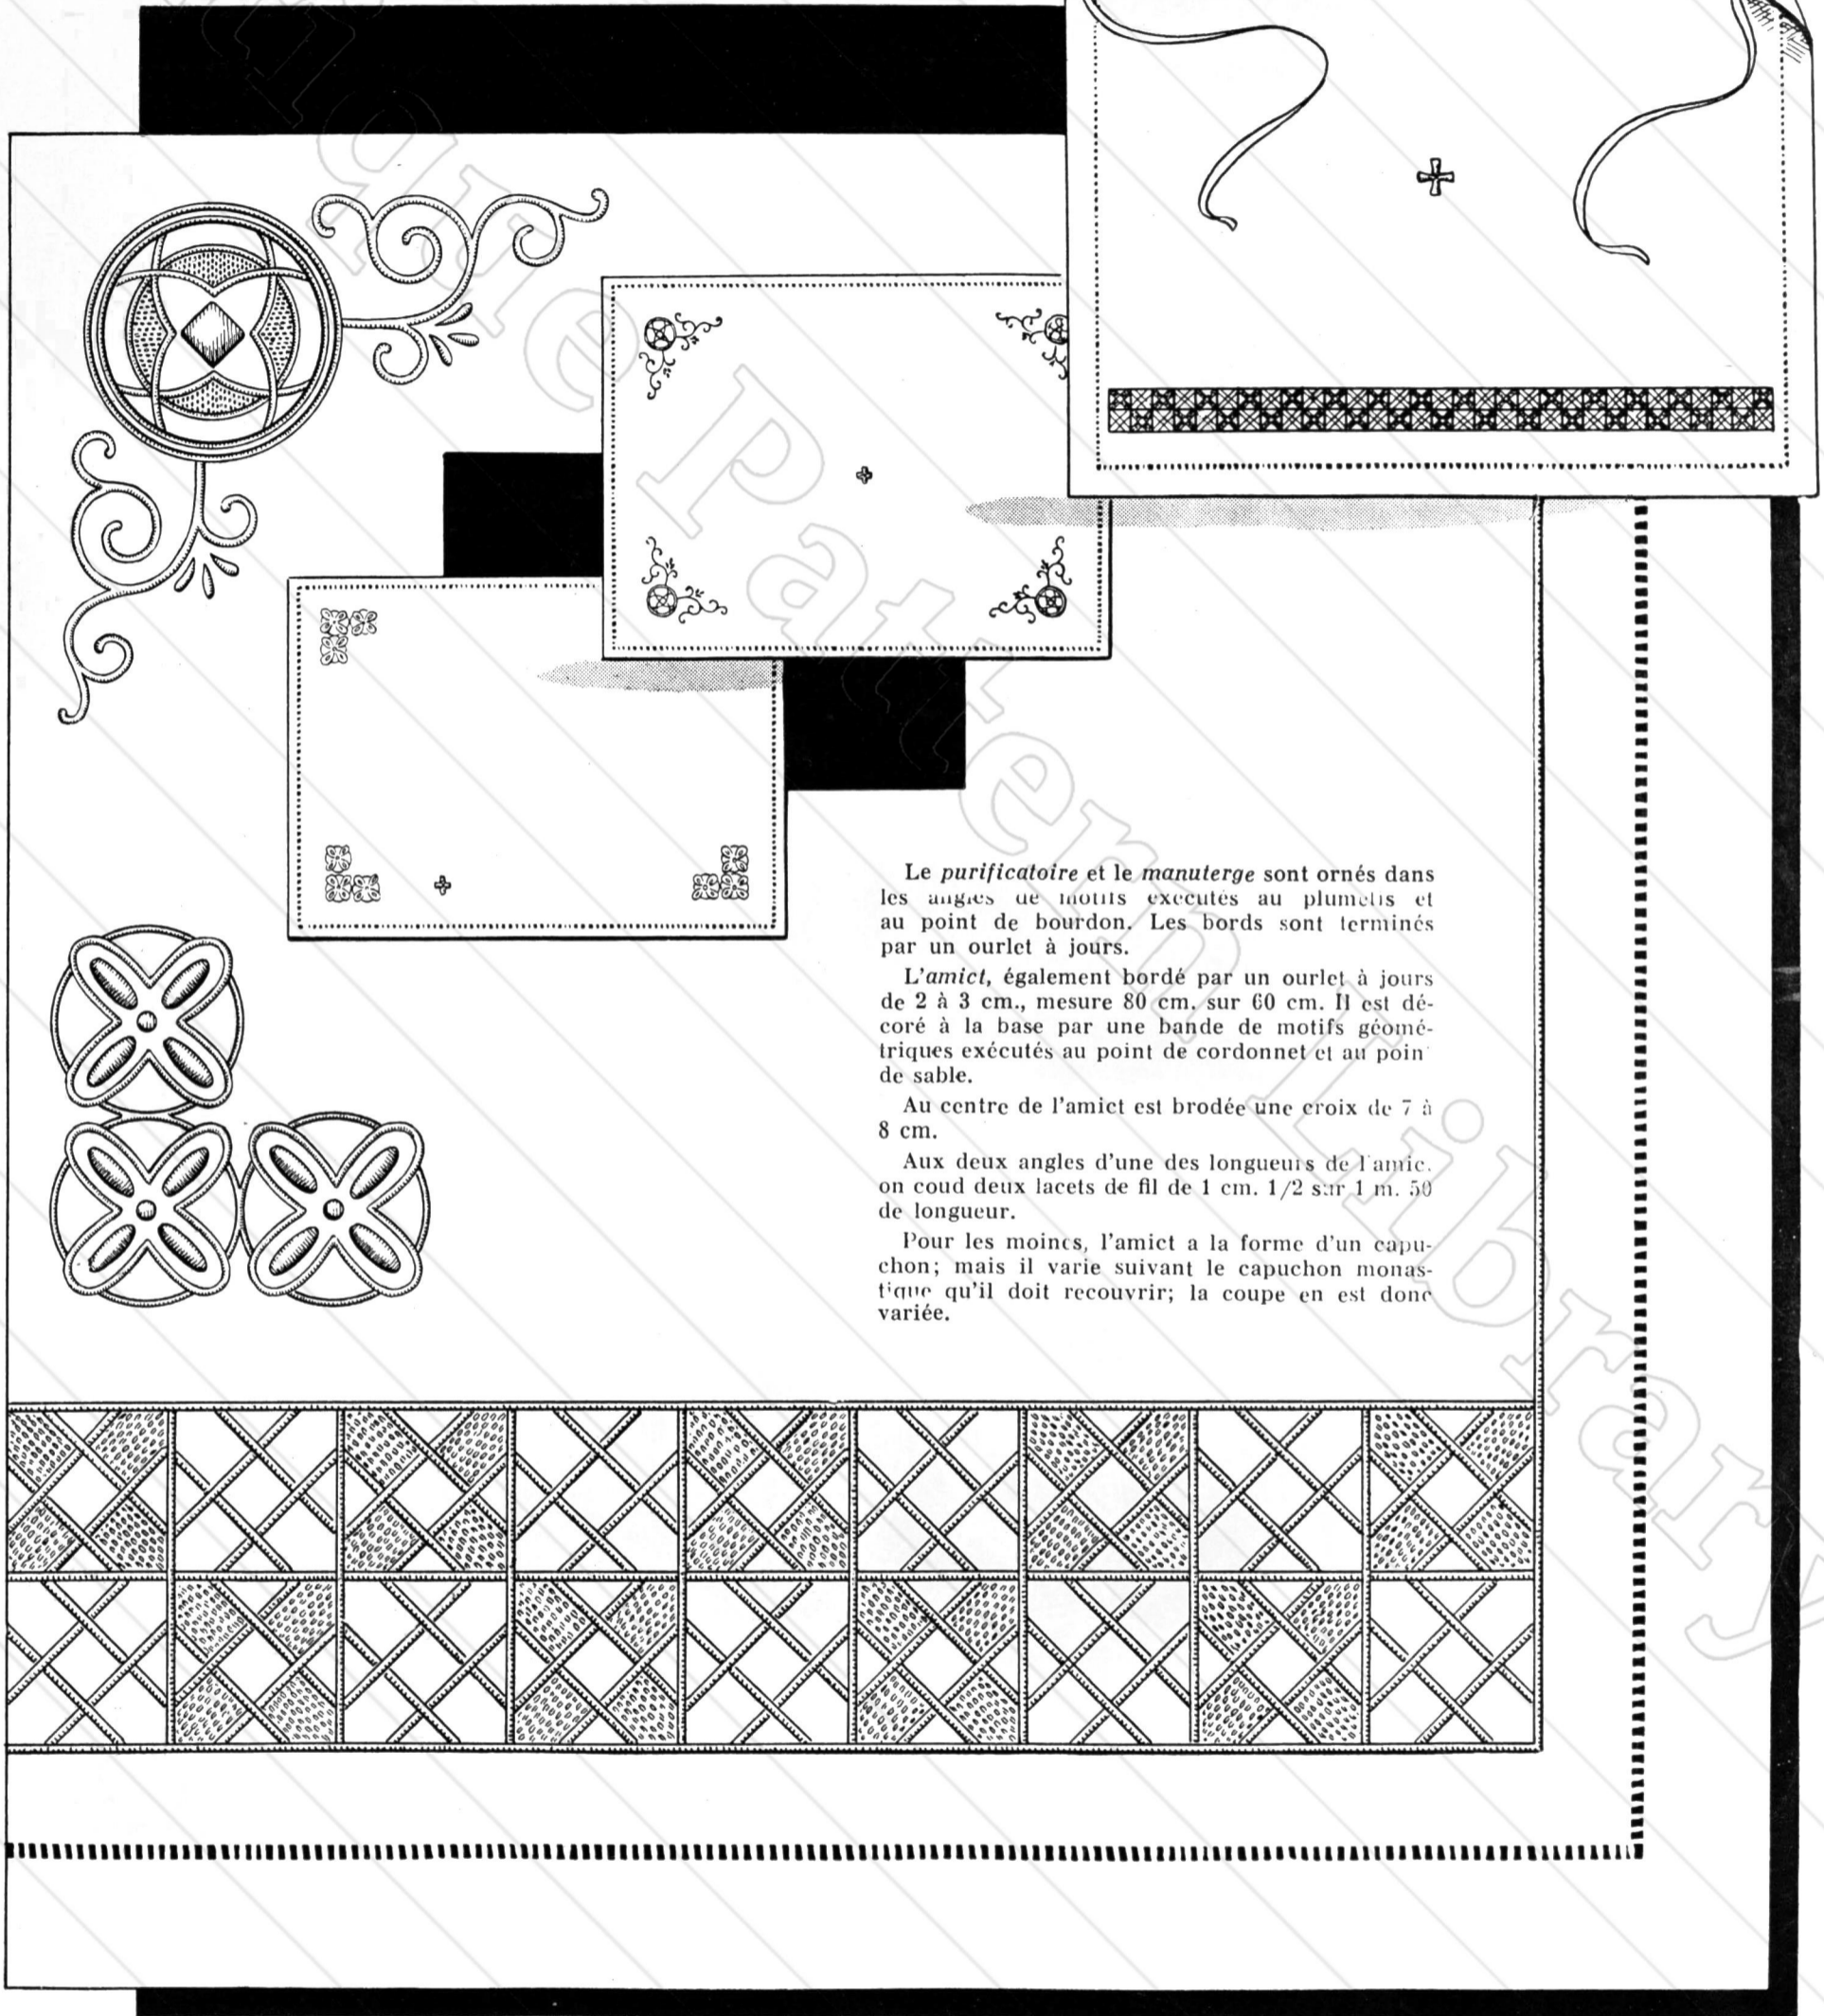 Le purificatoire et le manuterge sont ornés dans
les angles de motifs exécutés au plumetis et
au point de bourdon. Les bords sont terminés
par un ourlet à jours.
L'amict, également bordé par un ourlet à jours
de 2 à 3 cm., mesure 80 cm. sur 60 cm. Il est dé-
coré à la base par une bande de motifs géomé-
triques exécutés au point de cordonnet et au poin
de sable.
Au centre de l'amict est brodée une croix de 7 à
8 cm.
Aux deux angles d'une des longueurs de l'amic.
on coud deux lacets de fil de 1 cm. 1/2 sur 1 m. 50
de longueur.
Pour les moines, l'amict a la forme d'un capu-
chon; mais il varie suivant le capuchon monas-
tique qu'il doit recouvrir; la coupe en est donc
variée.
Pattern Library